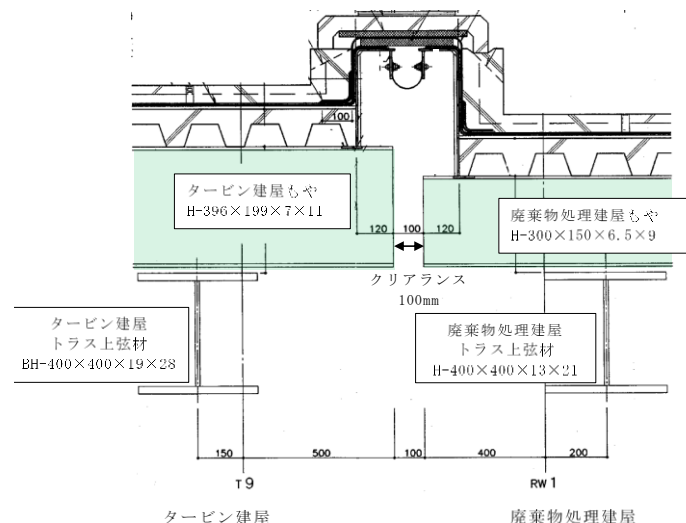 100
タービン建屋もや
H-396×199×7×11
廃棄物処理建屋もや
H-300×150×6.5×9
120 100 120
クリアランス
100mm
タービン建屋
トラス上弦材
BH-400×400×19×28
廃棄物処理建屋
トラス上弦材
H-400×400×13×21
150 500 100 400 200
T9 RW1
タービン建屋 廃棄物処理建屋